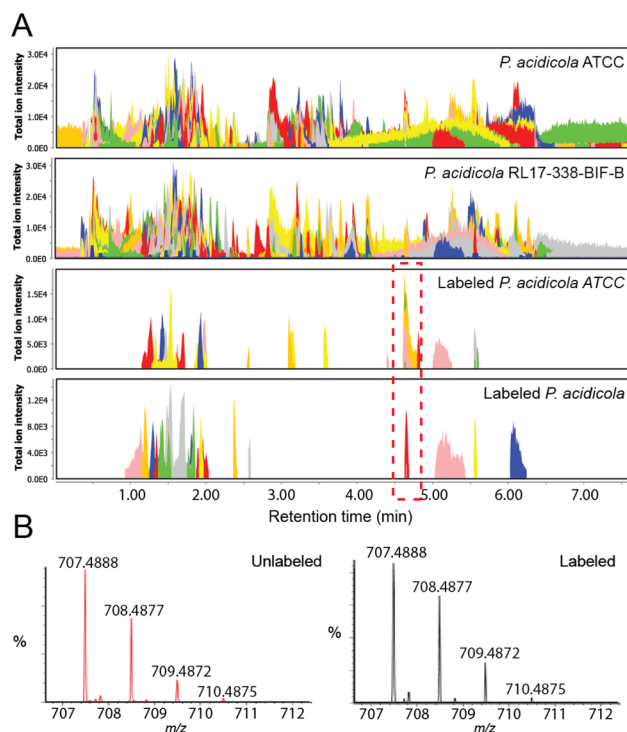 A
Total ion intensity
3.0E4
2.0E4
1.0E4
0.0E0
P. acidicola ATCC
Total ion intensity
3.0E4
2.0E4
1.0E4
0.0E0
P. acidicola RL17-338-BIF-B
Total ion intensity
1.5E4
1.0E4
5.0E3
0.0E0
Labeled P. acidicola ATCC
Total ion intensity
1.2E4
8.0E3
4.0E3
0.0E0
Labeled P. acidicola
1.00 2.00 3.00 4.00 5.00 6.00 7.00
Retention time (min)
B
%
707.4888
Unlabeled
708.4877
709.4872
710.4875
707 708 709 710 711 712
m/z
%
707.4888
Labeled
708.4877
709.4872
710.4875
707 708 709 710 711 712
m/z